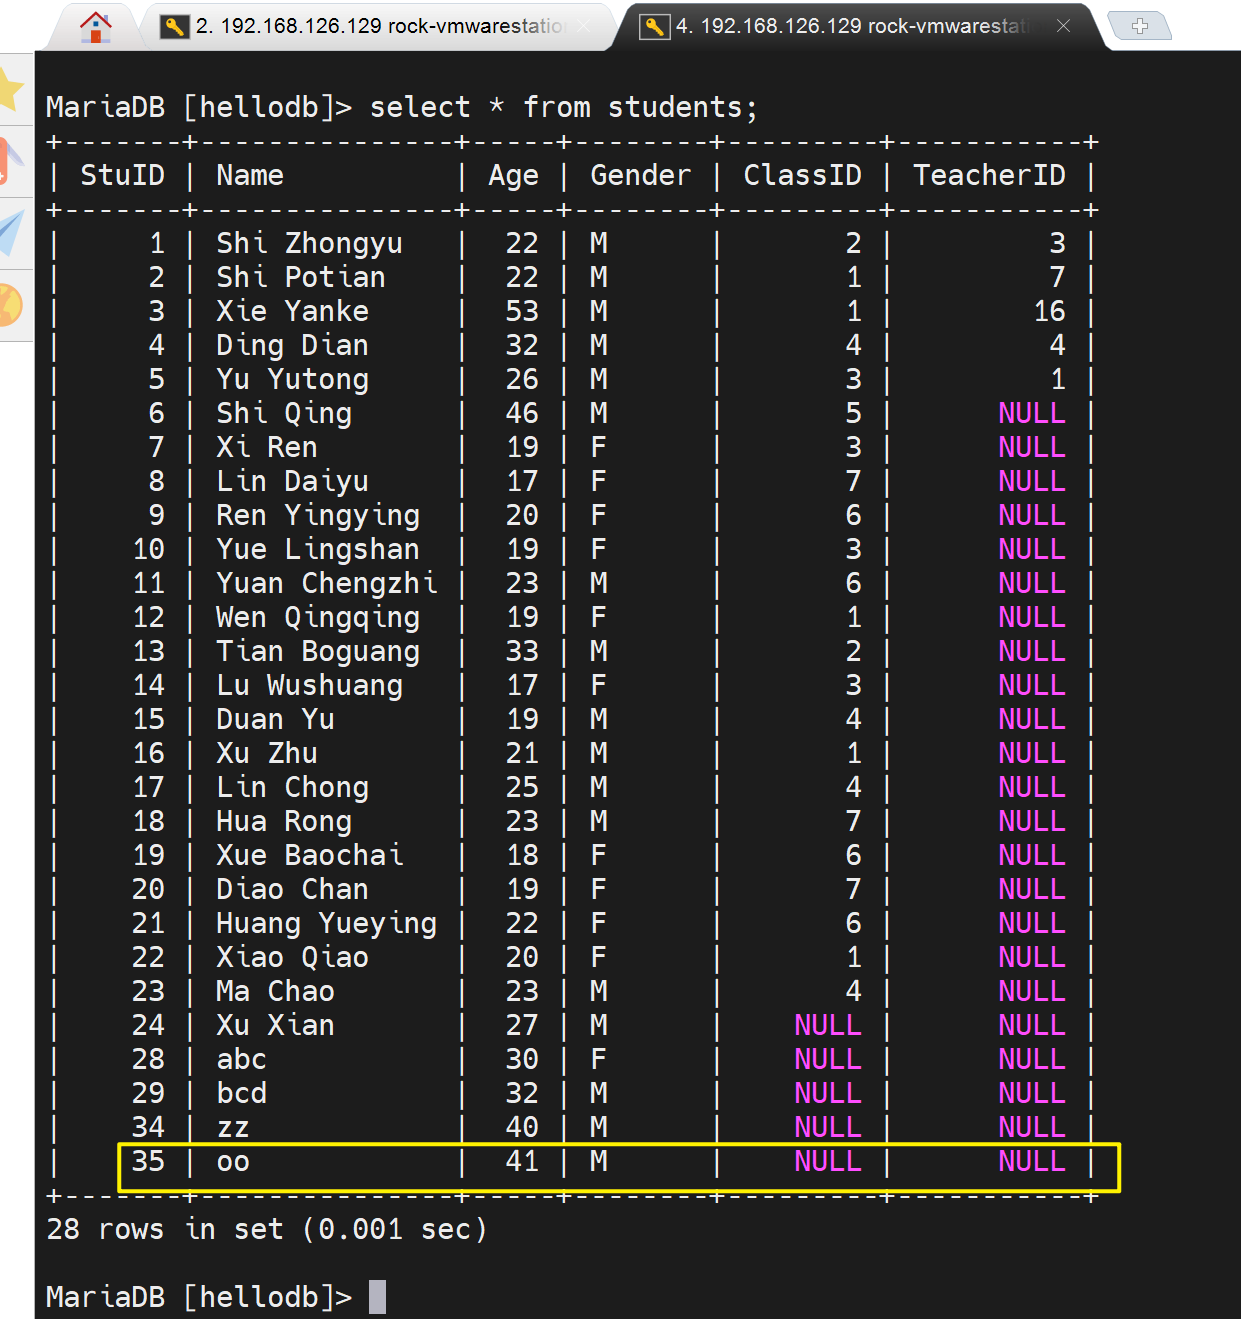 2. 192.168.126.129 rock-vmwarestatio
4. 192.168.126.129 rock-vmwarestati
MariaDB [hellodb]> select * from students;
+-------+---------------+-----+--------+---------+-----------+
| StuID | Name          | Age | Gender | ClassID | TeacherID |
+-------+---------------+-----+--------+---------+-----------+
|     1 | Shi Zhongyu   |  22 | M      |       2 |         3 |
|     2 | Shi Potian    |  22 | M      |       1 |         7 |
|     3 | Xie Yanke     |  53 | M      |       1 |        16 |
|     4 | Ding Dian     |  32 | M      |       4 |         4 |
|     5 | Yu Yutong     |  26 | M      |       3 |         1 |
|     6 | Shi Qing      |  46 | M      |       5 |      NULL |
|     7 | Xi Ren        |  19 | F      |       3 |      NULL |
|     8 | Lin Daiyu     |  17 | F      |       7 |      NULL |
|     9 | Ren Yingying  |  20 | F      |       6 |      NULL |
|    10 | Yue Lingshan  |  19 | F      |       3 |      NULL |
|    11 | Yuan Chengzhi |  23 | M      |       6 |      NULL |
|    12 | Wen Qingqing  |  19 | F      |       1 |      NULL |
|    13 | Tian Boguang  |  33 | M      |       2 |      NULL |
|    14 | Lu Wushuang   |  17 | F      |       3 |      NULL |
|    15 | Duan Yu       |  19 | M      |       4 |      NULL |
|    16 | Xu Zhu        |  21 | M      |       1 |      NULL |
|    17 | Lin Chong     |  25 | M      |       4 |      NULL |
|    18 | Hua Rong      |  23 | M      |       7 |      NULL |
|    19 | Xue Baochai   |  18 | F      |       6 |      NULL |
|    20 | Diao Chan     |  19 | F      |       7 |      NULL |
|    21 | Huang Yueying |  22 | F      |       6 |      NULL |
|    22 | Xiao Qiao     |  20 | F      |       1 |      NULL |
|    23 | Ma Chao       |  23 | M      |       4 |      NULL |
|    24 | Xu Xian       |  27 | M      |    NULL |      NULL |
|    28 | abc           |  30 | F      |    NULL |      NULL |
|    29 | bcd           |  32 | M      |    NULL |      NULL |
|    34 | zz            |  40 | M      |    NULL |      NULL |
|    35 | oo            |  41 | M      |    NULL |      NULL |
+-------+---------------+-----+--------+---------+-----------+
28 rows in set (0.001 sec)
MariaDB [hellodb]>